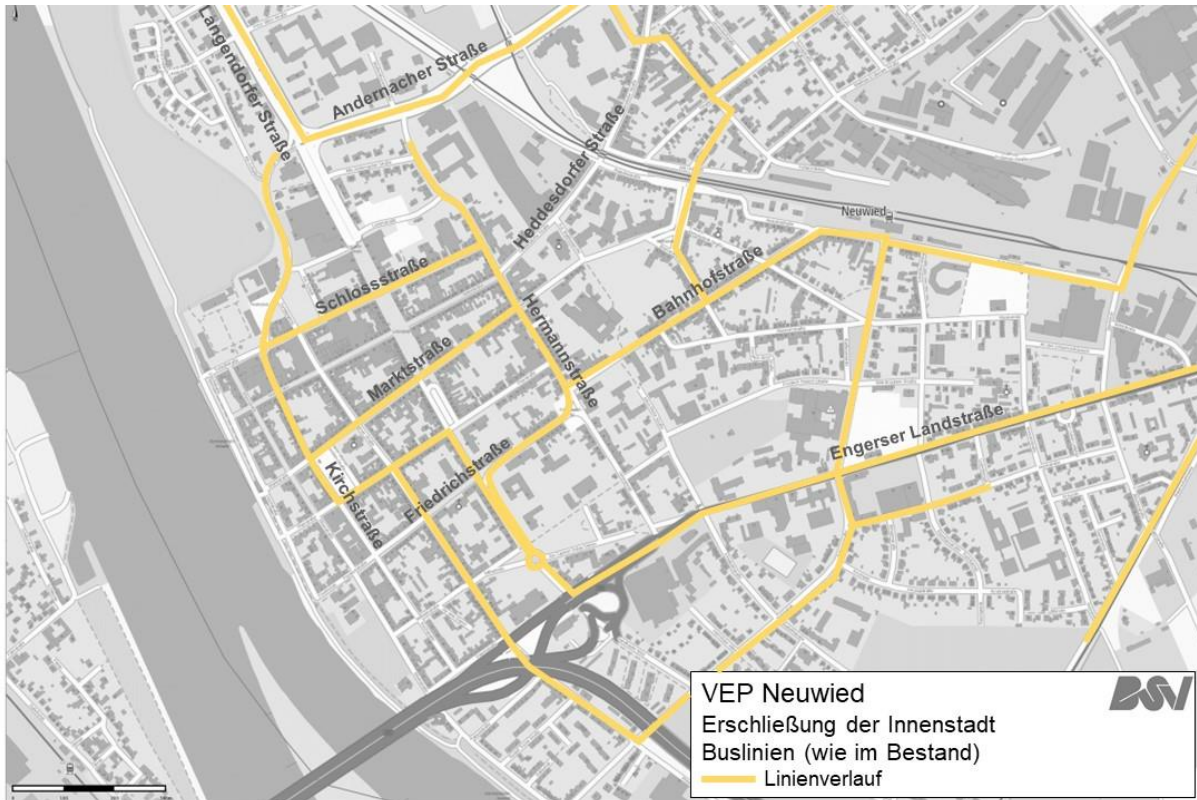 Langendorfer Straße
Andernacher Straße
Heddesdorfer Straße
Neuwied
Schlossstraße
Bahnhofstraße
Hermannstraße
Marktstraße
Engerser Landstraße
Friedrichstraße
Kirchstraße
VEP Neuwied
BSV
Erschließung der Innenstadt
Buslinien (wie im Bestand)
Linienverlauf